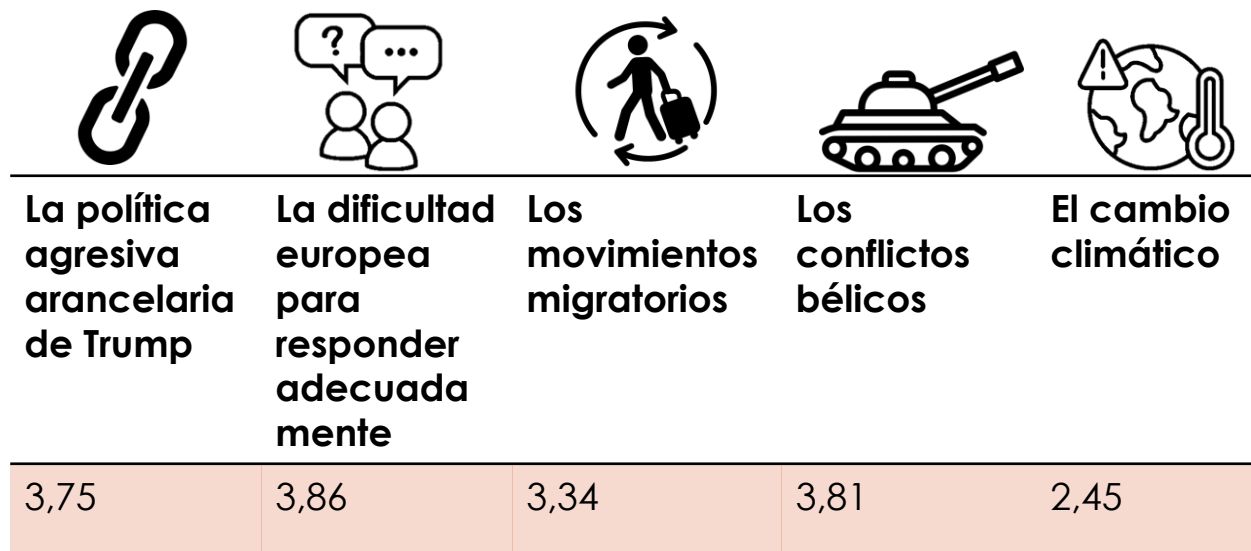 ? ...
La política
agresiva
arancelaria
de Trump
La dificultad
europea
para
responder
adecuada
mente
Los
movimientos
migratorios
Los
conflictos
bélicos
El cambio
climático
3,75
3,86
3,34
3,81
2,45